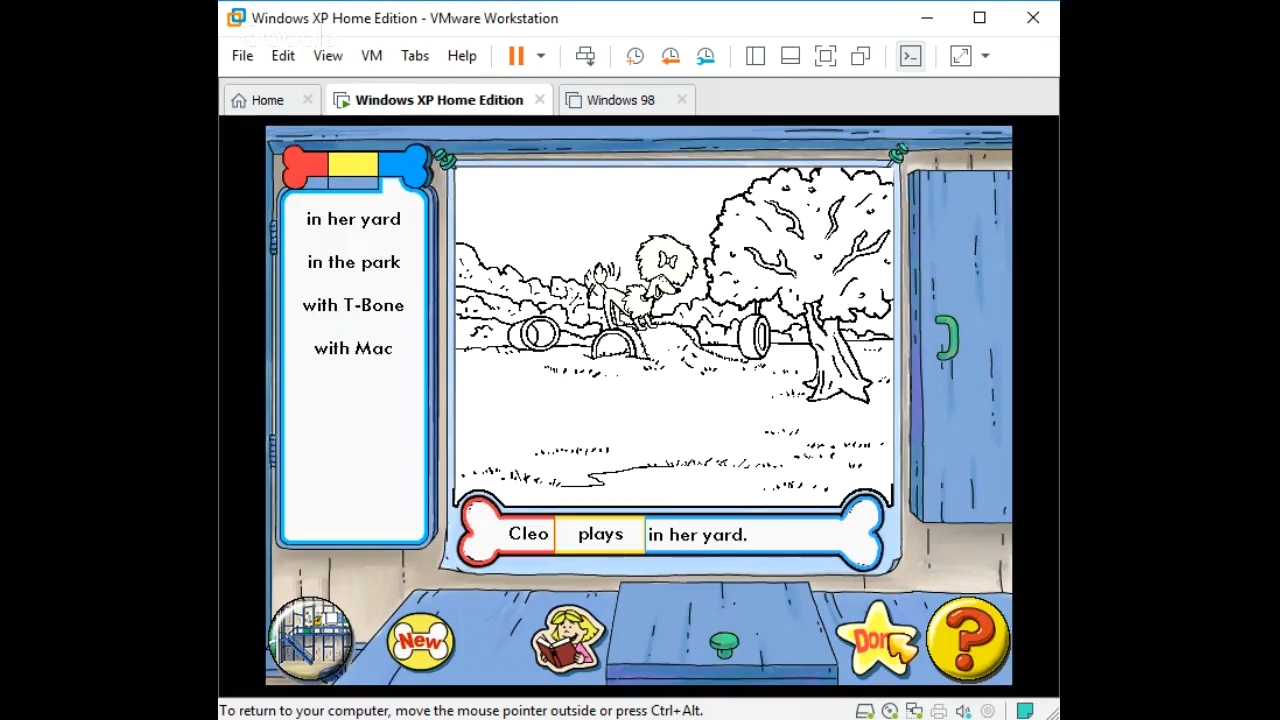 Windows XP Home Edition - VMware Workstation
File Edit View VM Tabs Help
Home Windows XP Home Edition Windows 98
in her yard
in the park
with T-Bone
with Mac
Cleo plays in her yard.
New
?
To return to your computer, move the mouse pointer outside or press Ctrl+Alt.